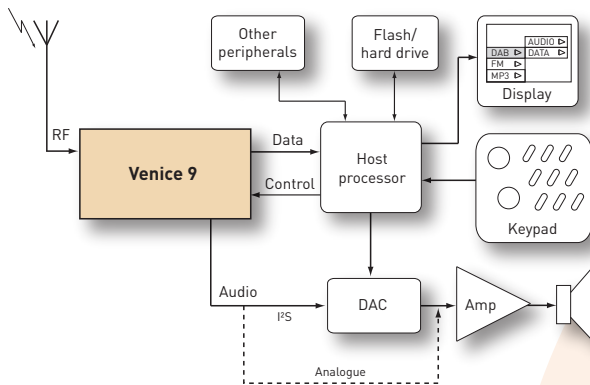 Other
peripherals
Flash/
hard drive
AUDIO
DAB DATA
FM
MP3
Display
RF
Venice 9
Data
Control
Host
processor
Keypad
Audio
I²S
DAC
Amp
Analogue